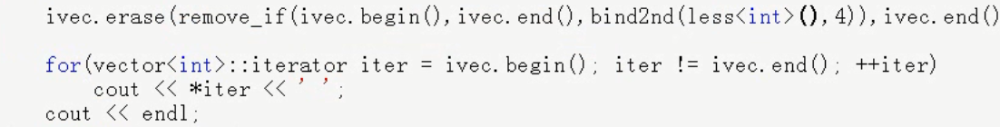 ivec.erase(remove_if(ivec.begin(), ivec.end(), bind2nd(less<int>(), 4)), ivec.end()
for(vector<int>::iterator iter = ivec.begin(); iter != ivec.end(); ++iter)
cout << *iter << ' ';
cout << endl;